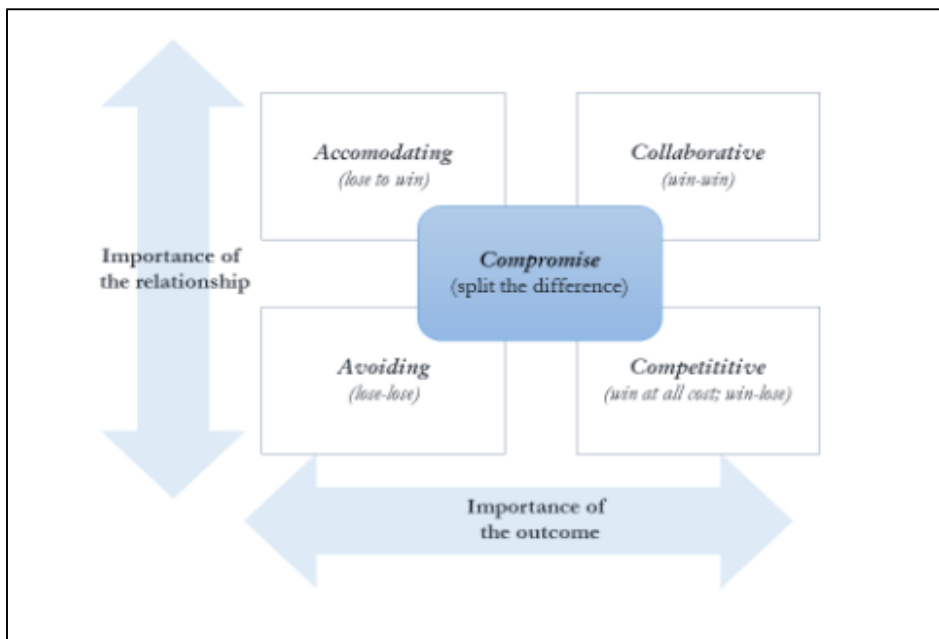 Accomodating
(lose to win)
Collaborative
(win-win)
Importance of
the relationship
Compromise
(split the difference)
Avoiding
(lose-lose)
Competititive
(win at all cost; win-lose)
Importance of
the outcome